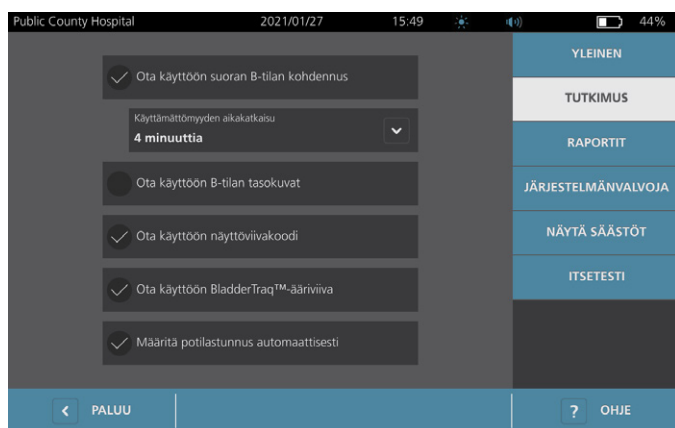 Public County Hospital 2021/01/27 15:49 44%
Ota käyttöön suoran B-tilan kohdennus
Käyttämättömyyden aikakatkaisu
4 minuuttia
Ota käyttöön B-tilan tasokuvat
Ota käyttöön näyttöviivakoodi
Ota käyttöön BladderTraq™-ääriviiva
Määritä potilastunnus automaattisesti
YLEINEN
TUTKIMUS
RAPORTIT
JÄRJESTELMÄNVALVOJA
NÄYTÄ SÄÄSTÖT
ITSETESTI
PALUU
? OHJE